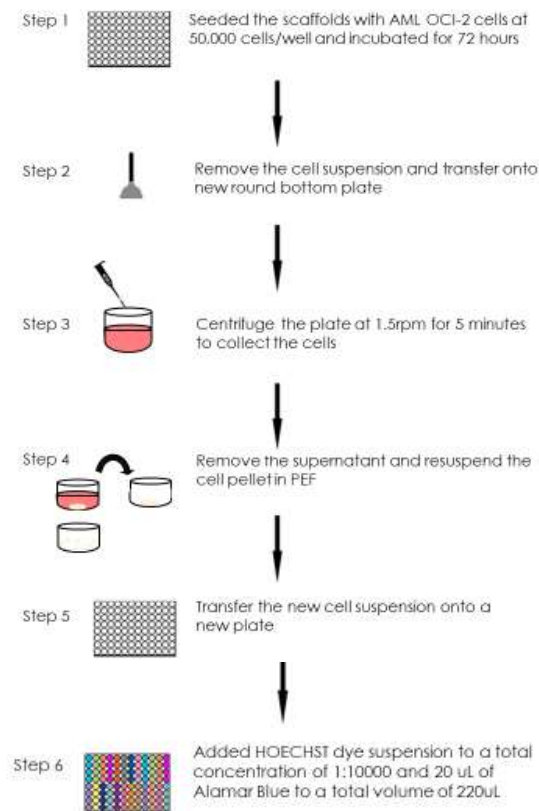 Step 1
Seeded the scaffolds with AML OCI-2 cells at
50,000 cells/well and incubated for 72 hours
Step 2
Remove the cell suspension and transfer onto
new round bottom plate
Step 3
Centrifuge the plate at 1.5rpm for 5 minutes
to collect the cells
Step 4
Remove the supernatant and resuspend the
cell pellet in PEF
Step 5
Transfer the new cell suspension onto a
new plate
Step 6
Added HOECHST dye suspension to a total
concentration of 1:10000 and 20 uL of
Alamar Blue to a total volume of 220uL